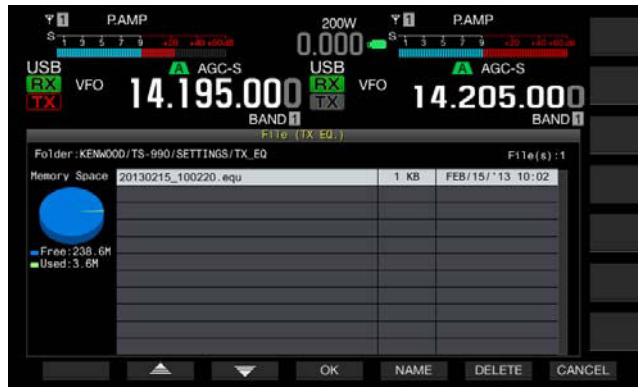 1 P.AMP 200W 1 P.AMP
S 1 3 5 7 9 +20 +40 +60dB 0.000 S 1 3 5 7 9 +20 +40 +60dB
USB A AGC-S USB A AGC-S
RX VFO 14.195.000 RX VFO 14.205.000
TX BAND 1 TX BAND 1
File (TX EQ.)
Folder:KENWOOD/TS-990/SETTINGS/TX_EQ File(s):1
Memory Space 20130215_100220.equ 1 KB FEB/15/'13 10:02
Free:238.6M
Used:3.6M
OK NAME DELETE CANCEL